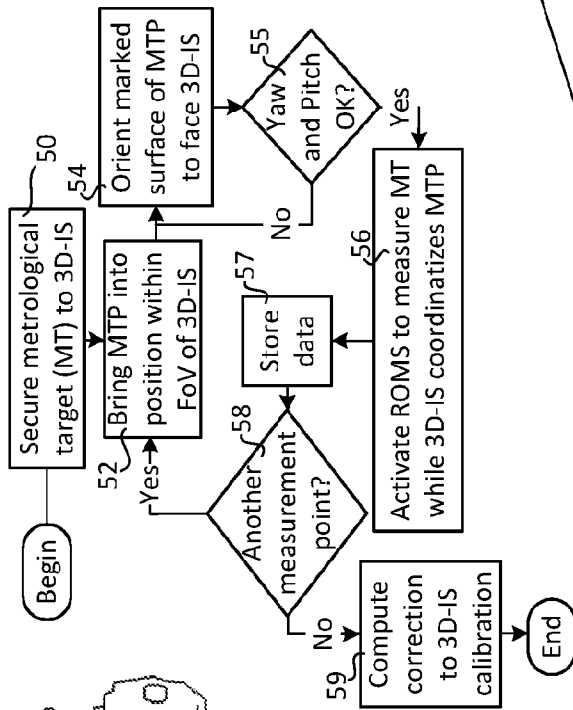 Begin
50
Secure metrological
target (MT) to 3D-IS
52
Bring MTP into
position within
FoV of 3D-IS
54
Orient marked
surface of MTP
to face 3D-IS
55
Yaw
and Pitch
OK?
No
Yes
56
Activate ROMS to measure MT
while 3D-IS coordinatizes MTP
57
Store
data
58
Another
measurement
point?
Yes
No
59
Compute
correction
to 3D-IS
calibration
End